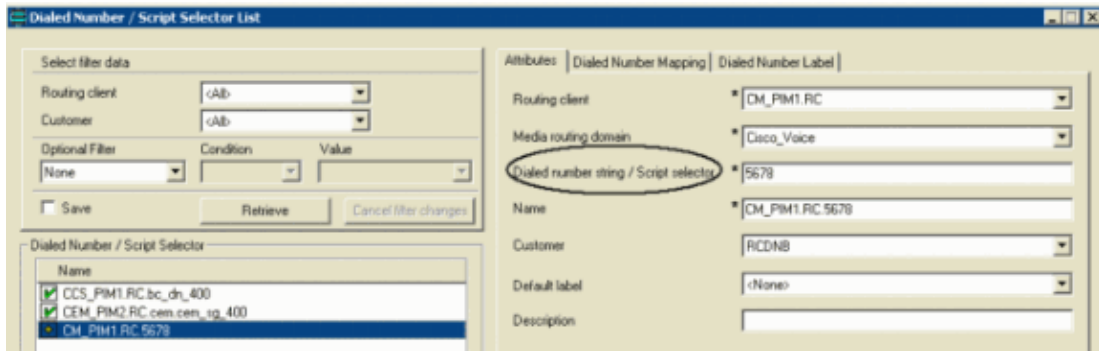 Dialed Number / Script Selector List
Select filter data
Routing client <All>
Customer <All>
Optional Filter Condition Value
None
Save Retrieve Cancel filter changes
Dialed Number / Script Selector
Name
CCS_PIM1.RC.bc_dn_400
CEM_PIM2.RC.cem.cem_sg_400
CM_PIM1.RC.5678
Attributes Dialed Number Mapping Dialed Number Label
Routing client * CM_PIM1.RC
Media routing domain * Cisco_Voice
Dialed number string / Script selector * 5678
Name * CM_PIM1.RC.5678
Customer RCDNB
Default label <None>
Description